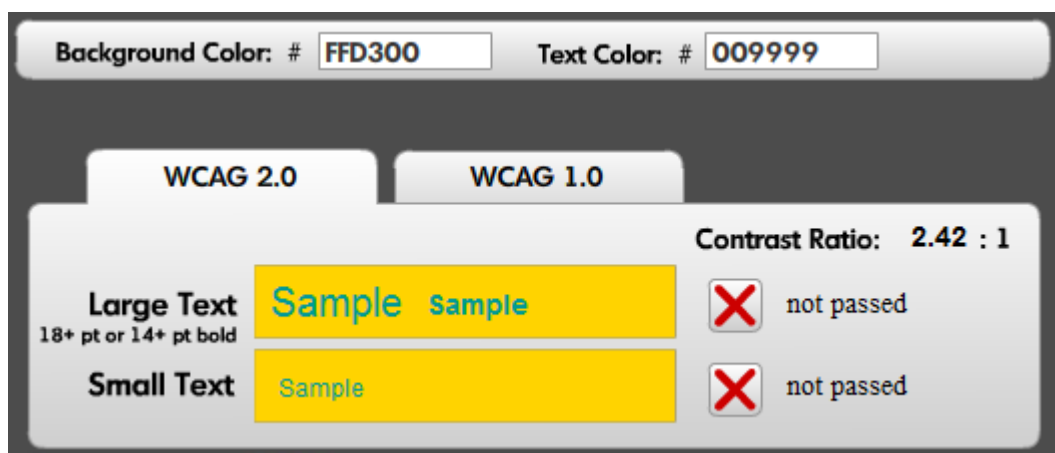 Background Color: # FFD300 Text Color: # 009999
WCAG 2.0 WCAG 1.0
Contrast Ratio: 2.42 : 1
Large Text Sample Sample not passed
18+ pt or 14+ pt bold
Small Text Sample not passed